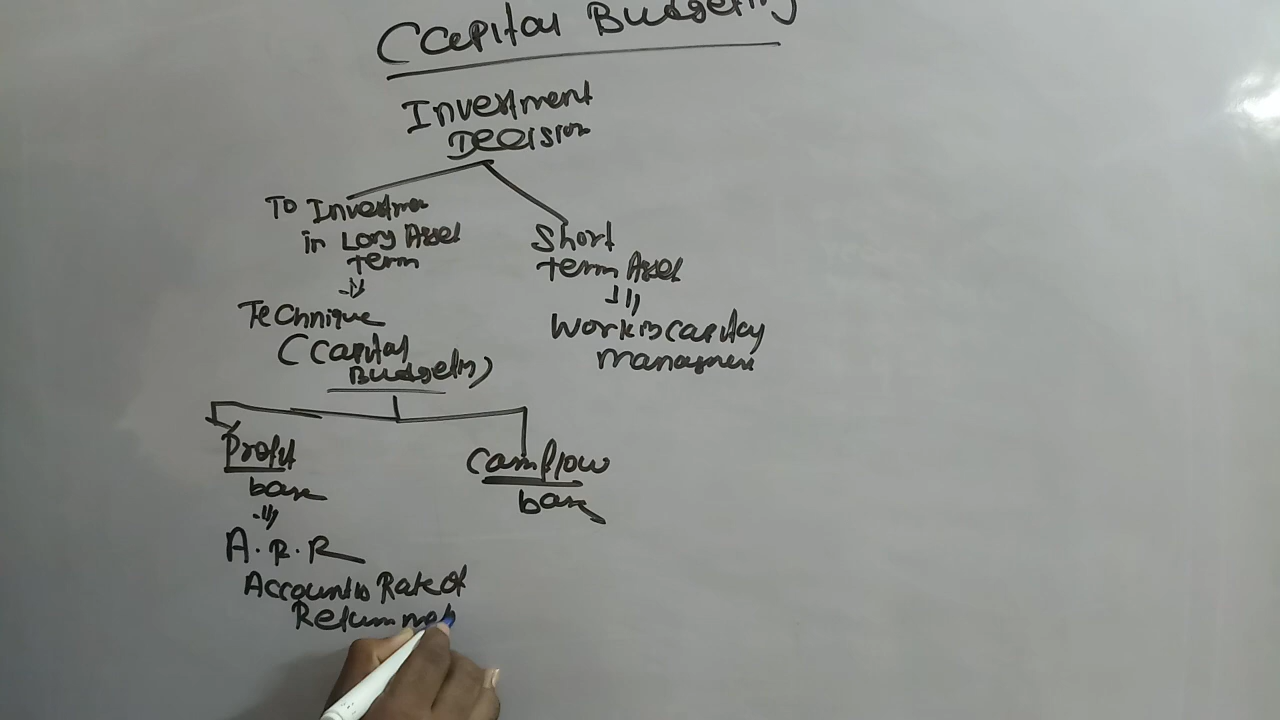 Capital Budgeting
Investment
Decision
To Investmen
in Long Asset
term
Short
term Asset
Technique
(Capital
Budgeting)
Working capital
management
Profit
base
Cashflow
base
A.R.R
Accounting Rate of
Return